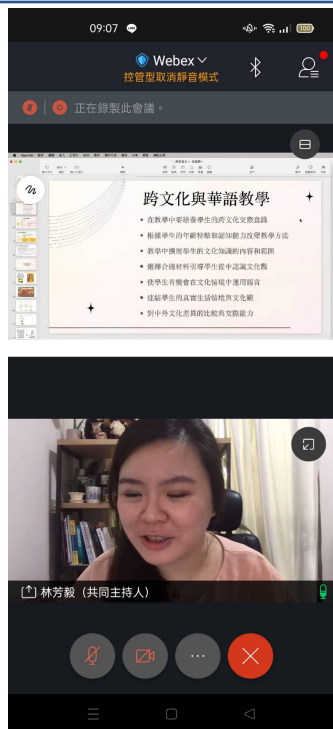 09:07
100
Webex
控管型取消靜音模式
正在錄製此會議。
跨文化與華語教學
在教學中要培養學生的跨文化交際意識
根據學生的年齡特點和認知能力改變教學方法
教學中擴展學生的文化知識的內容和範圍
選擇合適材料引導學生從中認識文化觀
使學生有機會在文化情境中運用語言
連結學生的真實生活情境與文化觀
對中外文化差異的比較與交際能力
林芳毅（共同主持人）